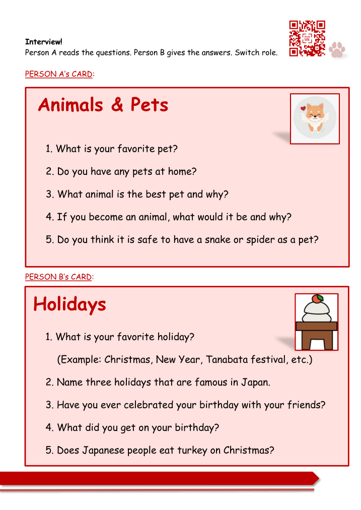 Interview!
Person A reads the questions. Person B gives the answers. Switch role.
PERSON A's CARD:
Animals & Pets
1. What is your favorite pet?
2. Do you have any pets at home?
3. What animal is the best pet and why?
4. If you become an animal, what would it be and why?
5. Do you think it is safe to have a snake or spider as a pet?
PERSON B's CARD:
Holidays
1. What is your favorite holiday?
(Example: Christmas, New Year, Tanabata festival, etc.)
2. Name three holidays that are famous in Japan.
3. Have you ever celebrated your birthday with your friends?
4. What did you get on your birthday?
5. Does Japanese people eat turkey on Christmas?